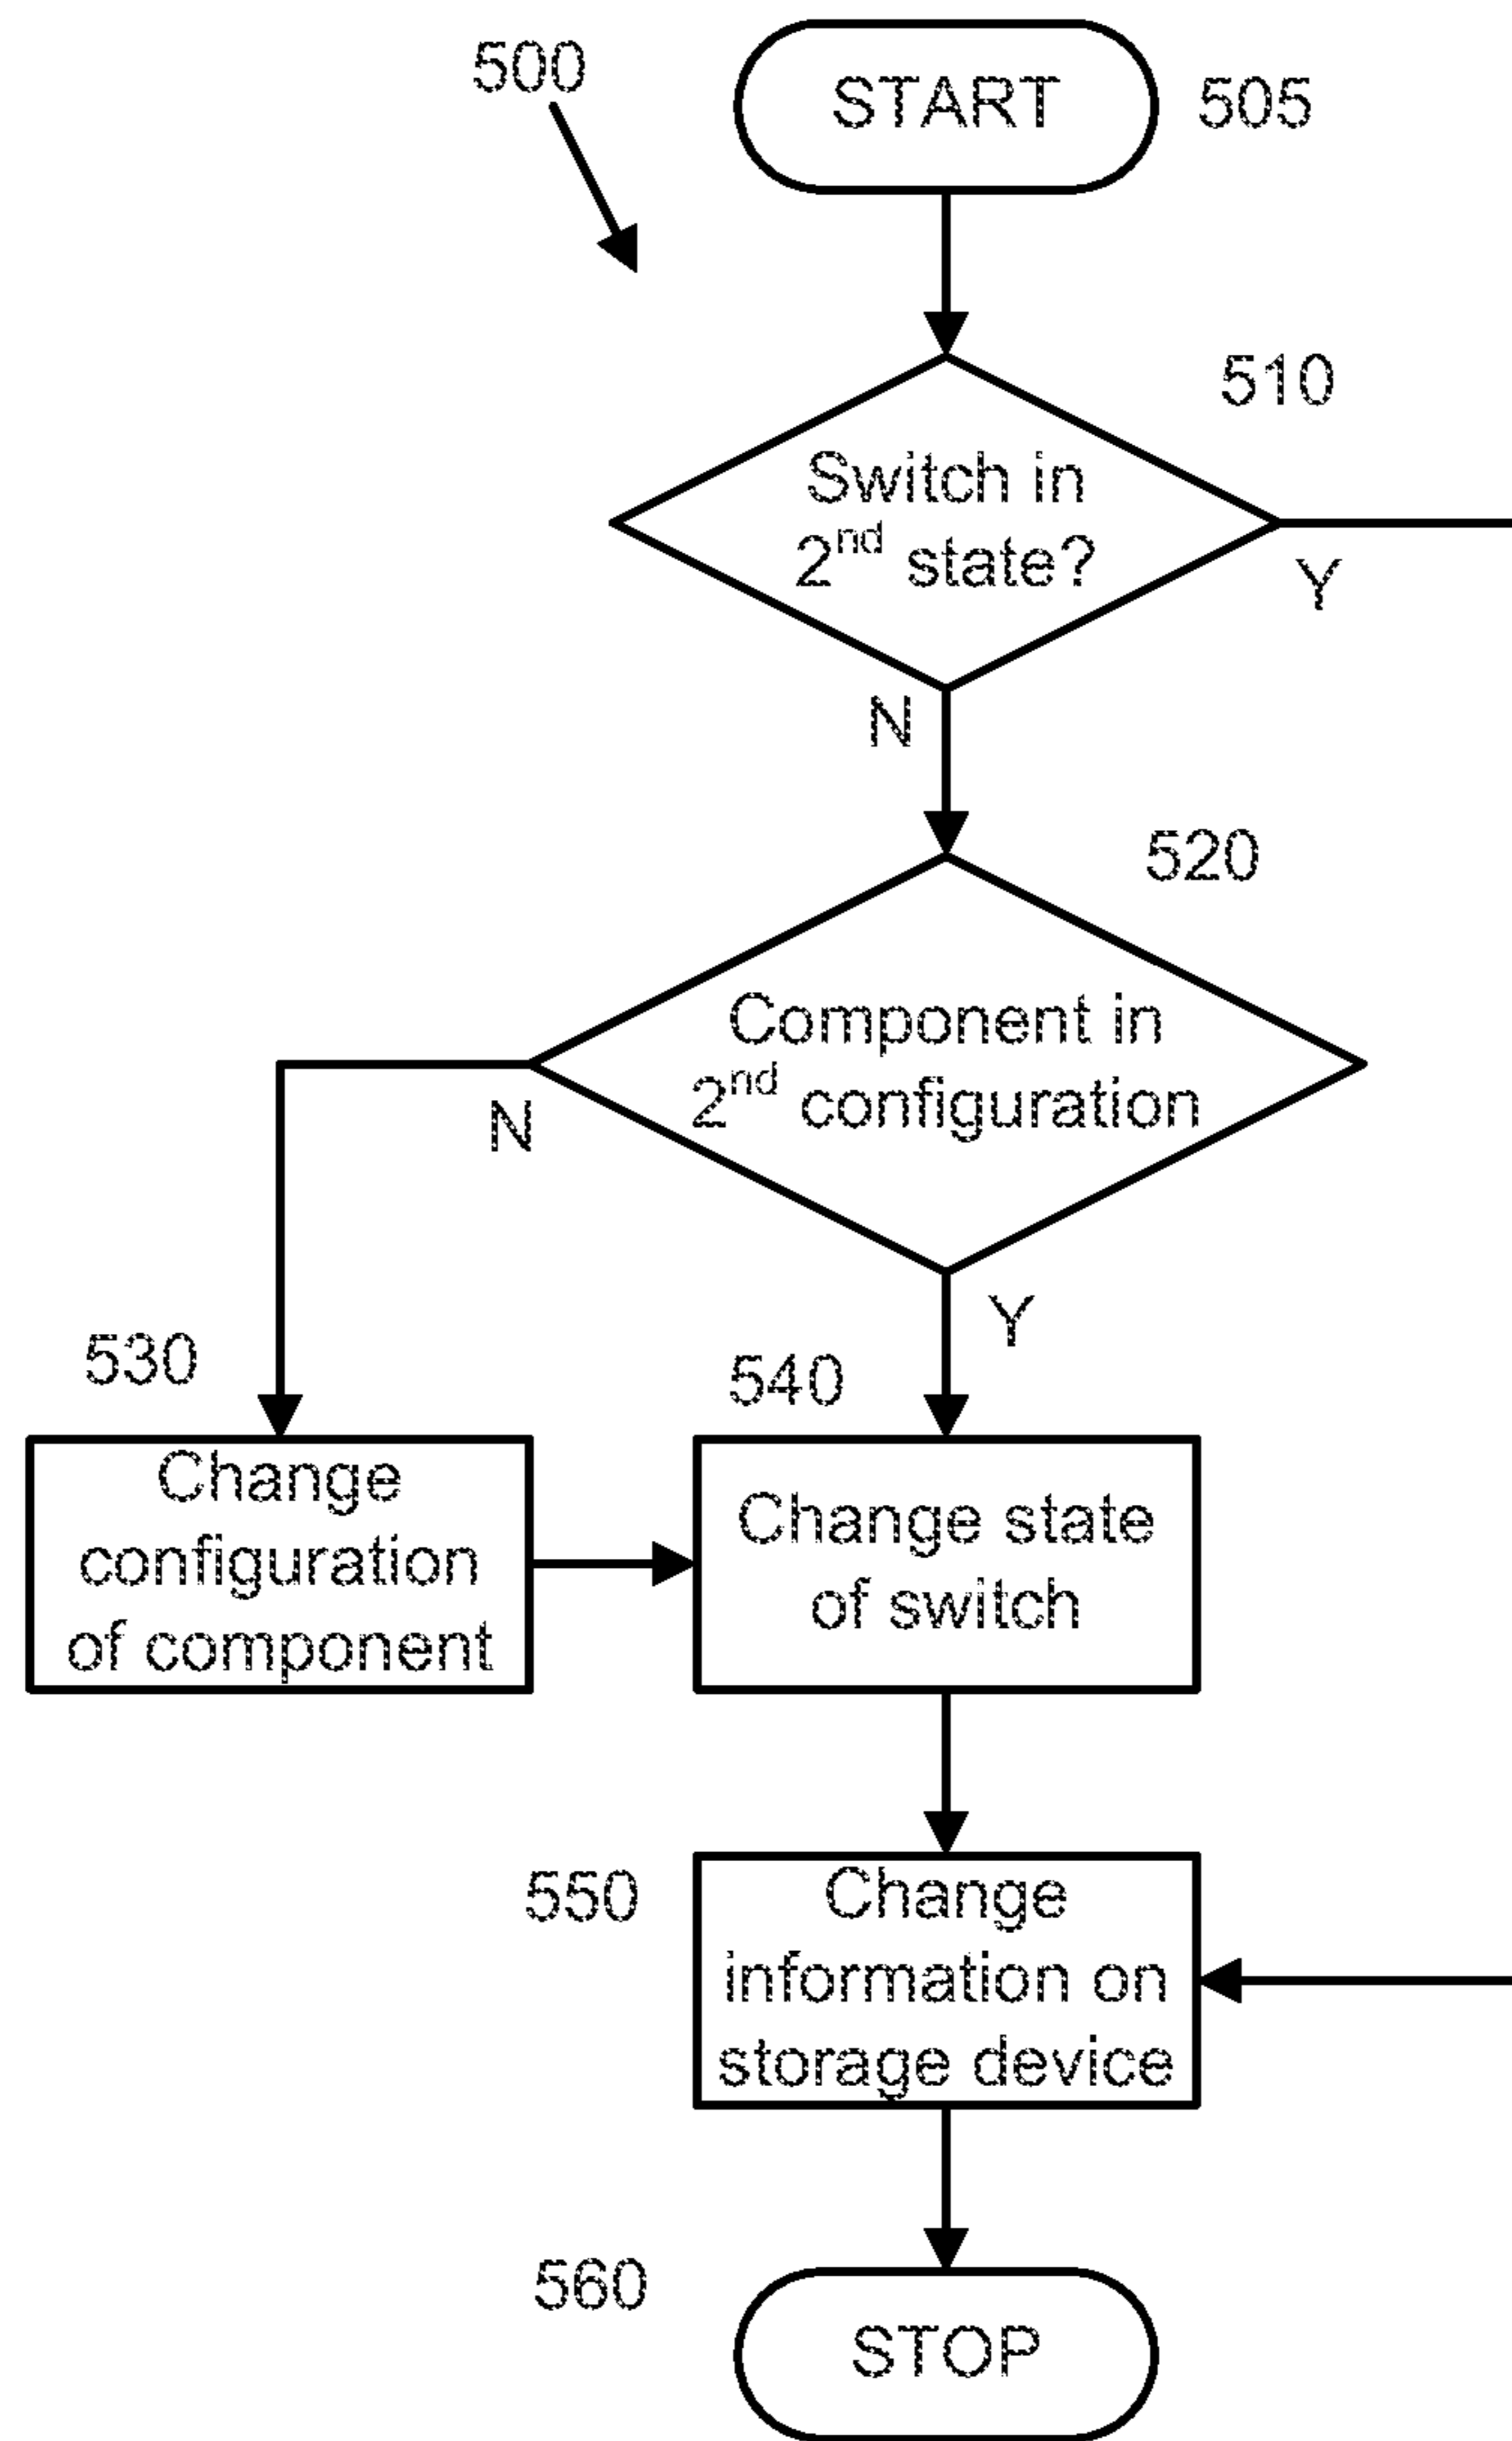 500
START
505
510
Switch in
2nd state?
Y
N
520
Component in
2nd configuration
N
Y
530
540
Change
configuration
of component
Change state
of switch
550
Change
information on
storage device
560
STOP